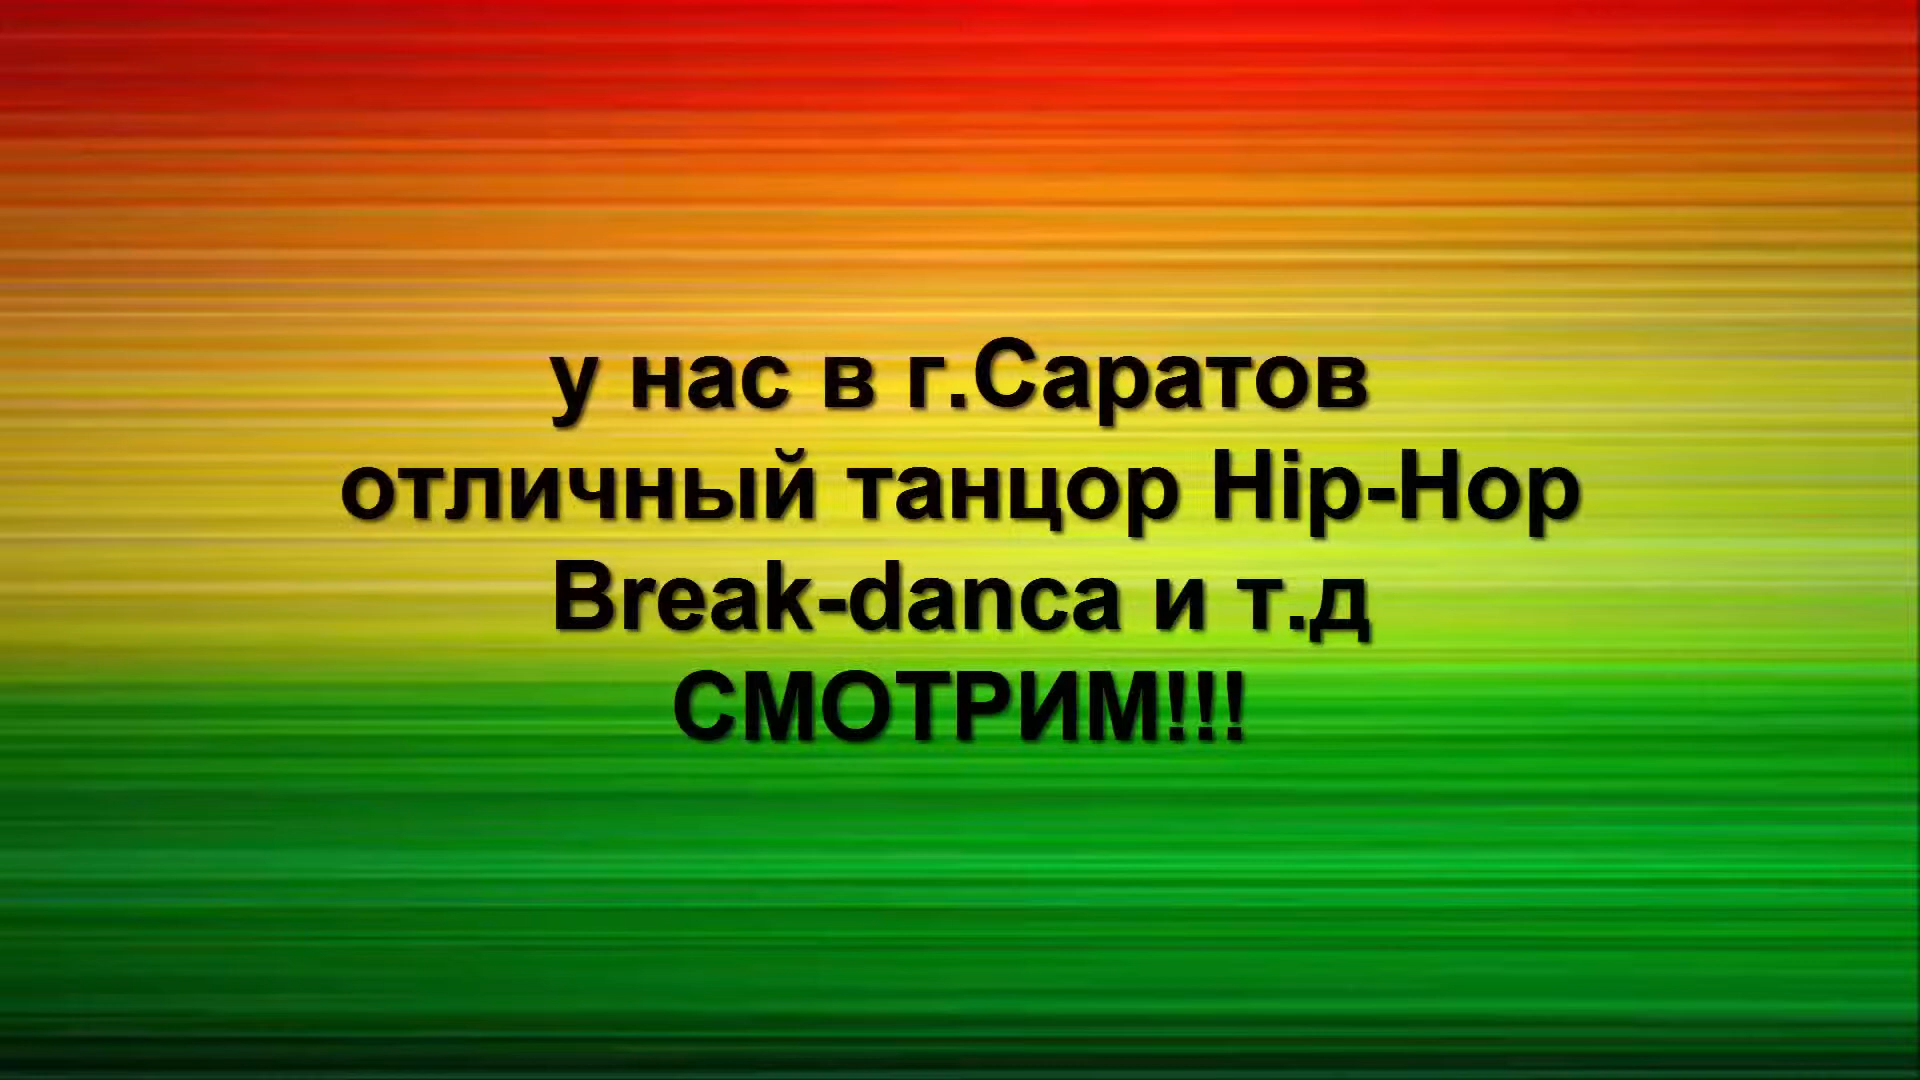 у нас в г.Саратов
отличный танцор Hip-Hop
Break-danca и т.д
СМОТРИМ!!!